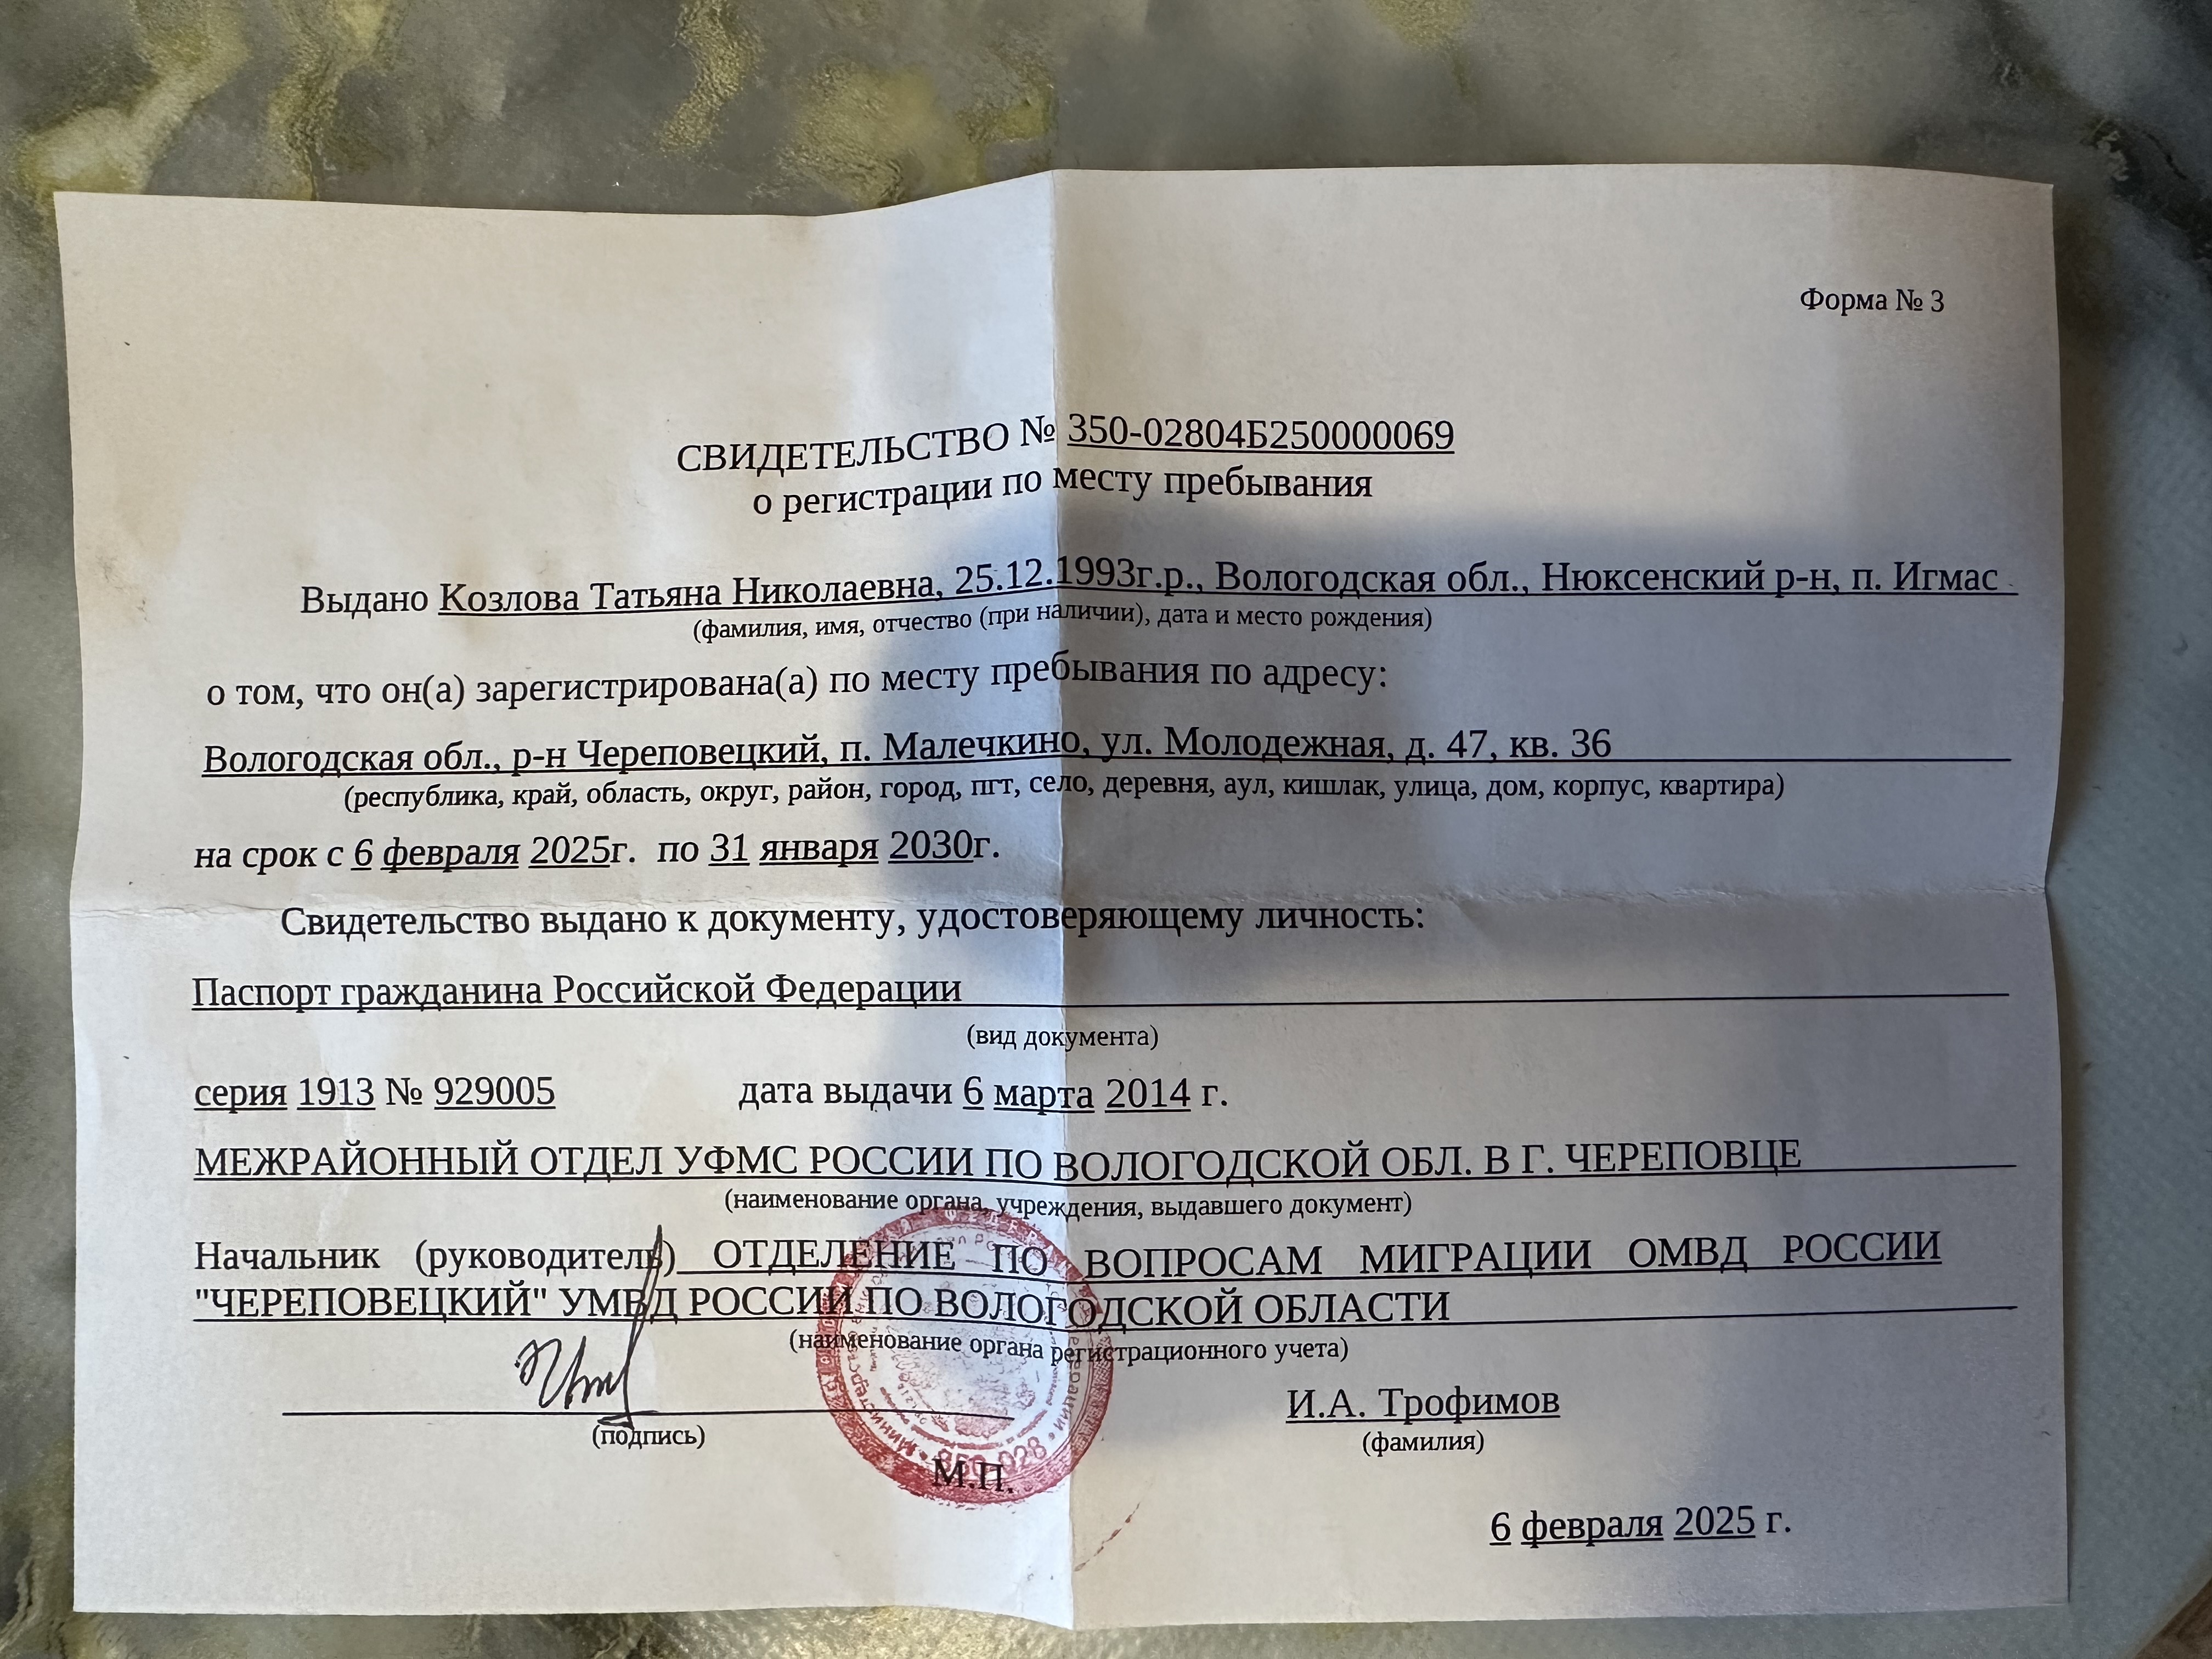 Форма № 3
СВИДЕТЕЛЬСТВО № 350-02804Б250000069
о регистрации по месту пребывания
Выдано Козлова Татьяна Николаевна, 25.12.1993г.р., Вологодская обл., Нюксенский р-н, п. Игмас
(фамилия, имя, отчество (при наличии), дата и место рождения)
о том, что он(а) зарегистрирована(а) по месту пребывания по адресу:
Вологодская обл., р-н Череповецкий, п. Малечкино, ул. Молодежная, д. 47, кв. 36
(республика, край, область, округ, район, город, пгт, село, деревня, аул, кишлак, улица, дом, корпус, квартира)
на срок с 6 февраля 2025г. по 31 января 2030г.
Свидетельство выдано к документу, удостоверяющему личность:
Паспорт гражданина Российской Федерации
(вид документа)
серия 1913 № 929005 дата выдачи 6 марта 2014 г.
МЕЖРАЙОННЫЙ ОТДЕЛ УФМС РОССИИ ПО ВОЛОГОДСКОЙ ОБЛ. В Г. ЧЕРЕПОВЦЕ
(наименование органа, учреждения, выдавшего документ)
Начальник (руководитель) ОТДЕЛЕНИЕ ПО ВОПРОСАМ МИГРАЦИИ ОМВД РОССИИ
"ЧЕРЕПОВЕЦКИЙ" УМВД РОССИИ ПО ВОЛОГОДСКОЙ ОБЛАСТИ
(наименование органа регистрационного учета)
И.А. Трофимов
(подпись) (фамилия)
М.П.
6 февраля 2025 г.